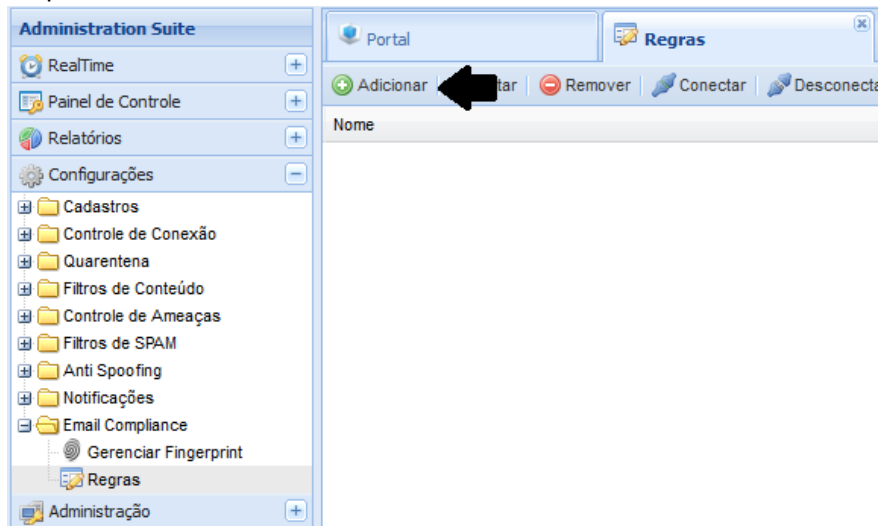 Administration Suite
RealTime
Painel de Controle
Relatórios
Configurações
Cadastros
Controle de Conexão
Quarentena
Filtros de Conteúdo
Controle de Ameaças
Filtros de SPAM
Anti Spoofing
Notificações
Email Compliance
Gerenciar Fingerprint
Regras
Administração
Portal Regras
Adicionar tar Remover Conectar Desconecta
Nome